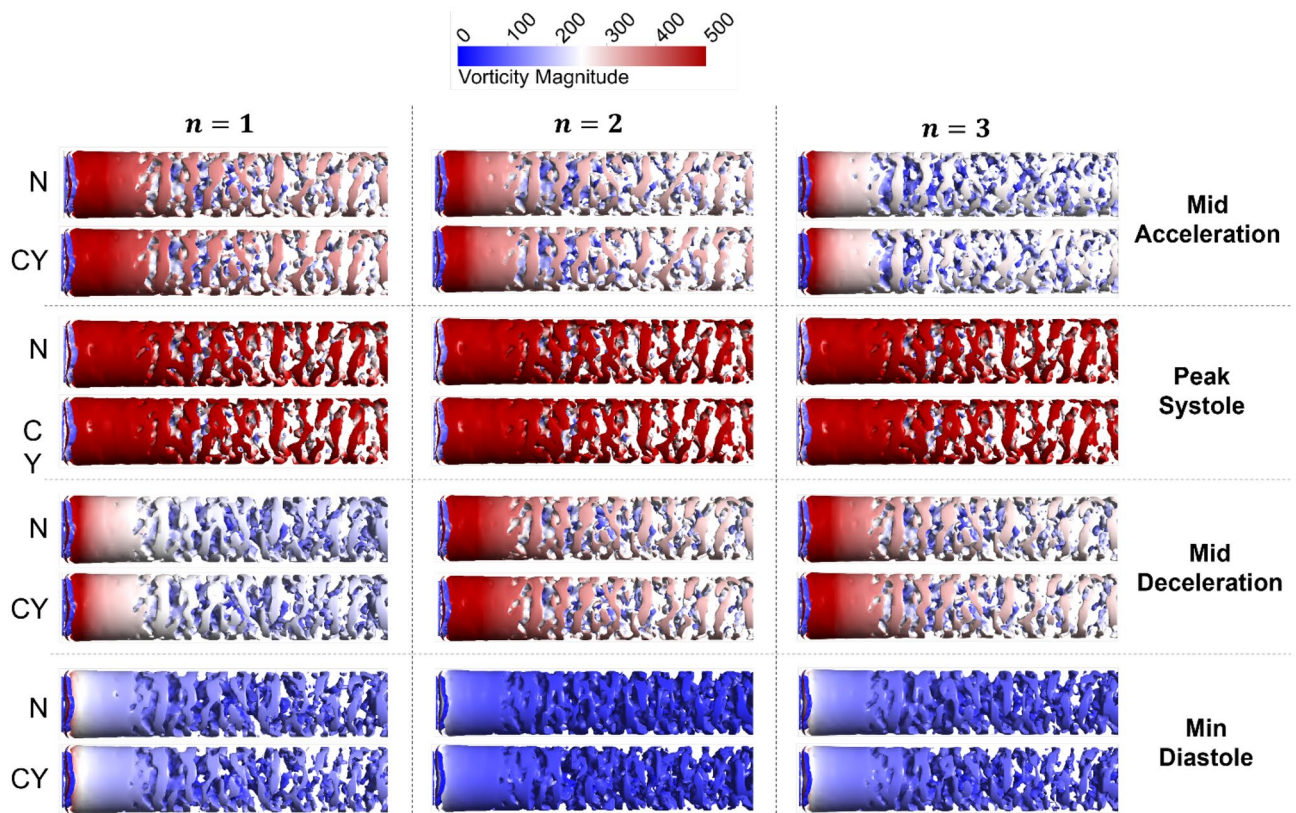 0 100 200 300 400 500
Vorticity Magnitude
n = 1 n = 2 n = 3
N
CY
Mid
Acceleration
N
C
Y
Peak
Systole
N
CY
Mid
Deceleration
N
CY
Min
Diastole